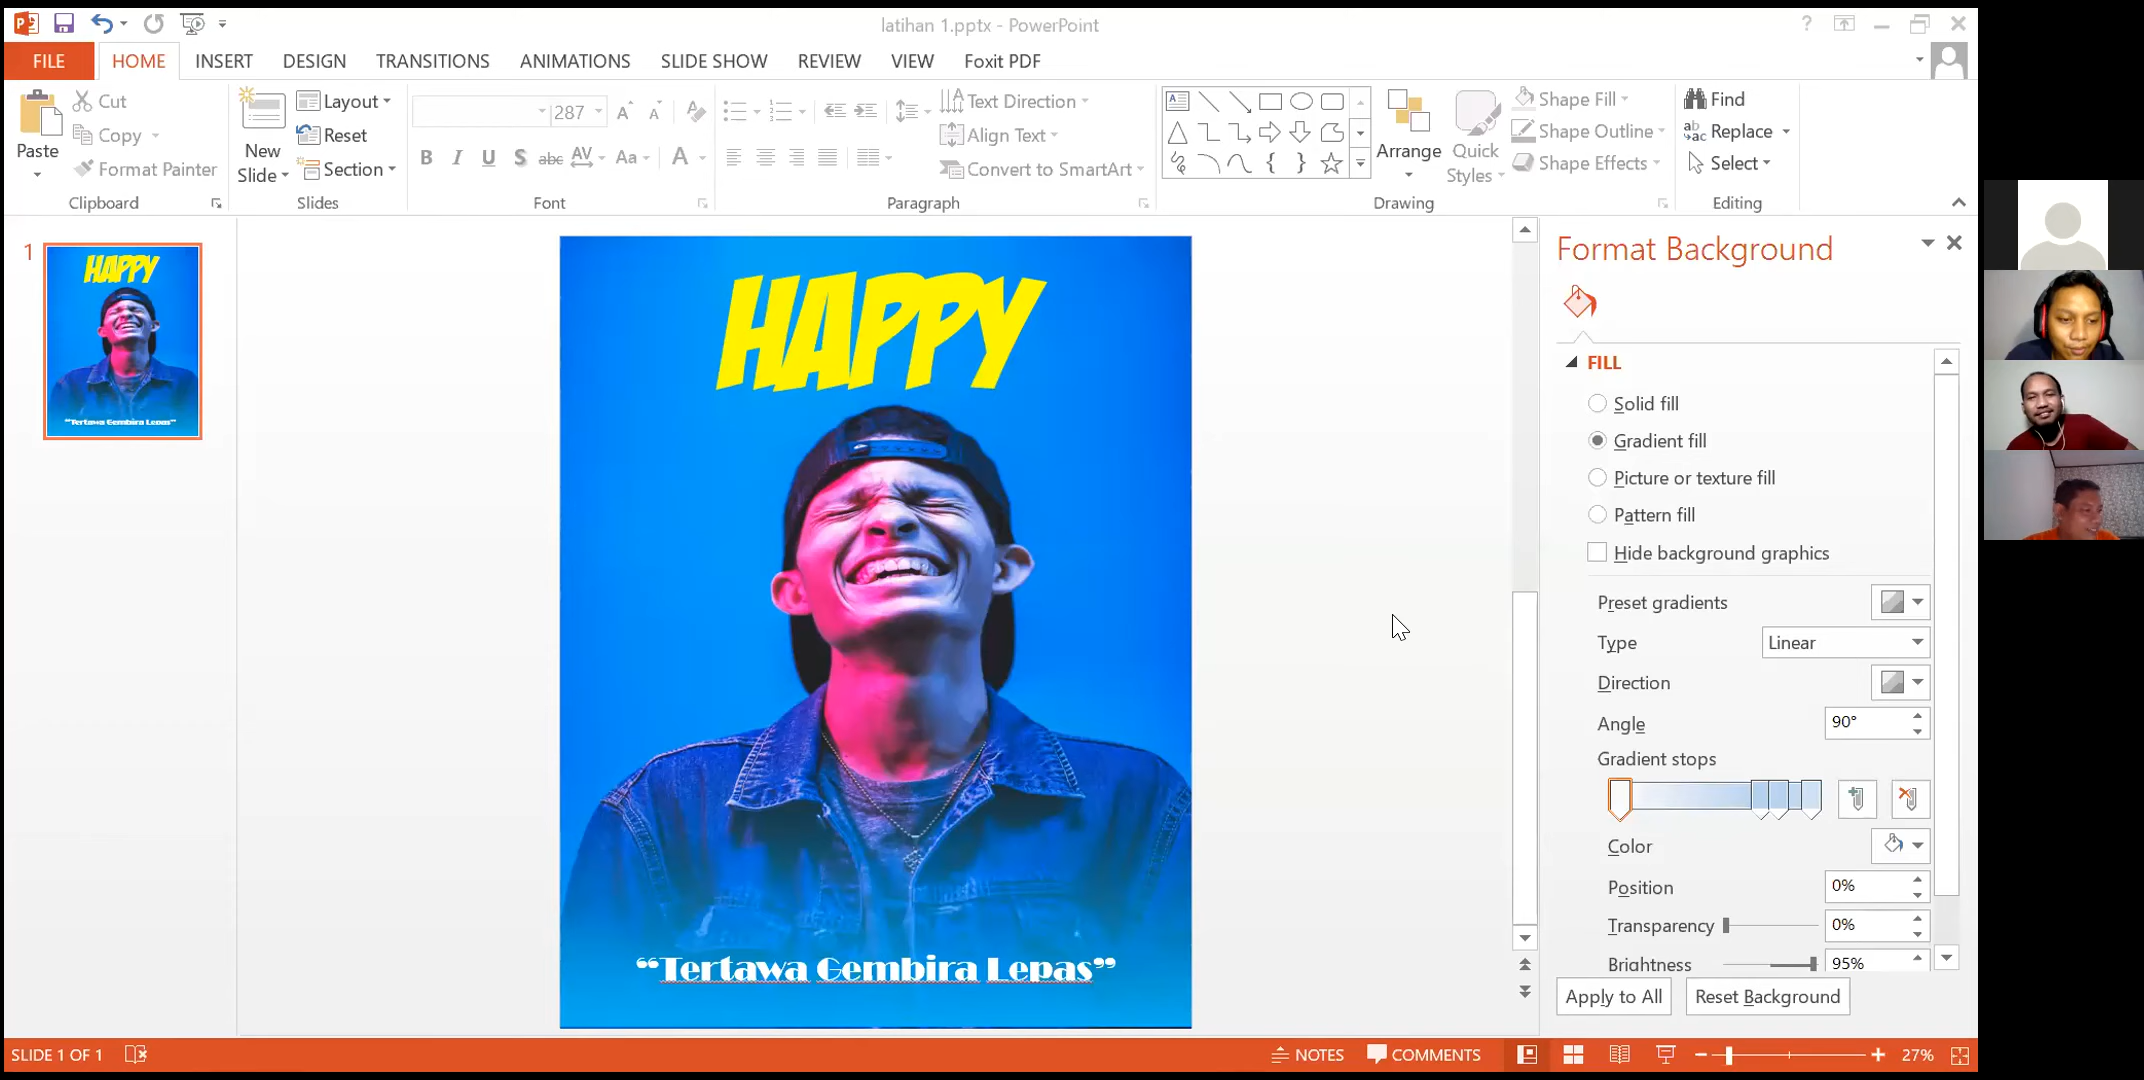 latihan 1.pptx - PowerPoint
?
FILE HOME INSERT DESIGN TRANSITIONS ANIMATIONS SLIDE SHOW REVIEW VIEW Foxit PDF
Paste
Cut
Copy
Format Painter
Clipboard
New Slide
Layout
Reset
Section
Slides
287
B I U S abc AV Aa A
Font
Text Direction
Align Text
Convert to SmartArt
Paragraph
Arrange
Quick Styles
Shape Fill
Shape Outline
Shape Effects
Drawing
Find
Replace
Select
Editing
1
HAPPY
“Tertawa Gembira Lepas”
HAPPY
“Tertawa Gembira Lepas”
Format Background
FILL
Solid fill
Gradient fill
Picture or texture fill
Pattern fill
Hide background graphics
Preset gradients
Type Linear
Direction
Angle 90°
Gradient stops
Color
Position 0%
Transparency 0%
Brightness 95%
Apply to All Reset Background
SLIDE 1 OF 1 NOTES COMMENTS 27%